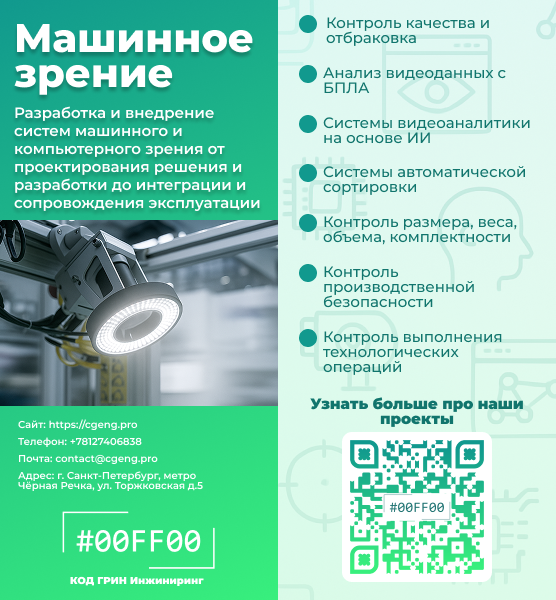 Машинное
зрение
Разработка и внедрение
систем машинного и
компьютерного зрения от
проектирования решения и
разработки до интеграции и
сопровождения эксплуатации
Сайт: https://cgeng.pro
Телефон: +78127406838
Почта: contact@cgeng.pro
Адрес: г. Санкт-Петербург, метро
Чёрная Речка, ул. Торжковская д.5
#00FF00
КОД ГРИН Инжиниринг
Контроль качества и
отбраковка
Анализ видеоданных с
БПЛА
Системы видеоаналитики
на основе ИИ
Системы автоматической
сортировки
Контроль размера, веса,
объема, комплектности
Контроль
производственной
безопасности
Контроль выполнения
технологических
операций
Узнать больше про наши
проекты
#00FF00